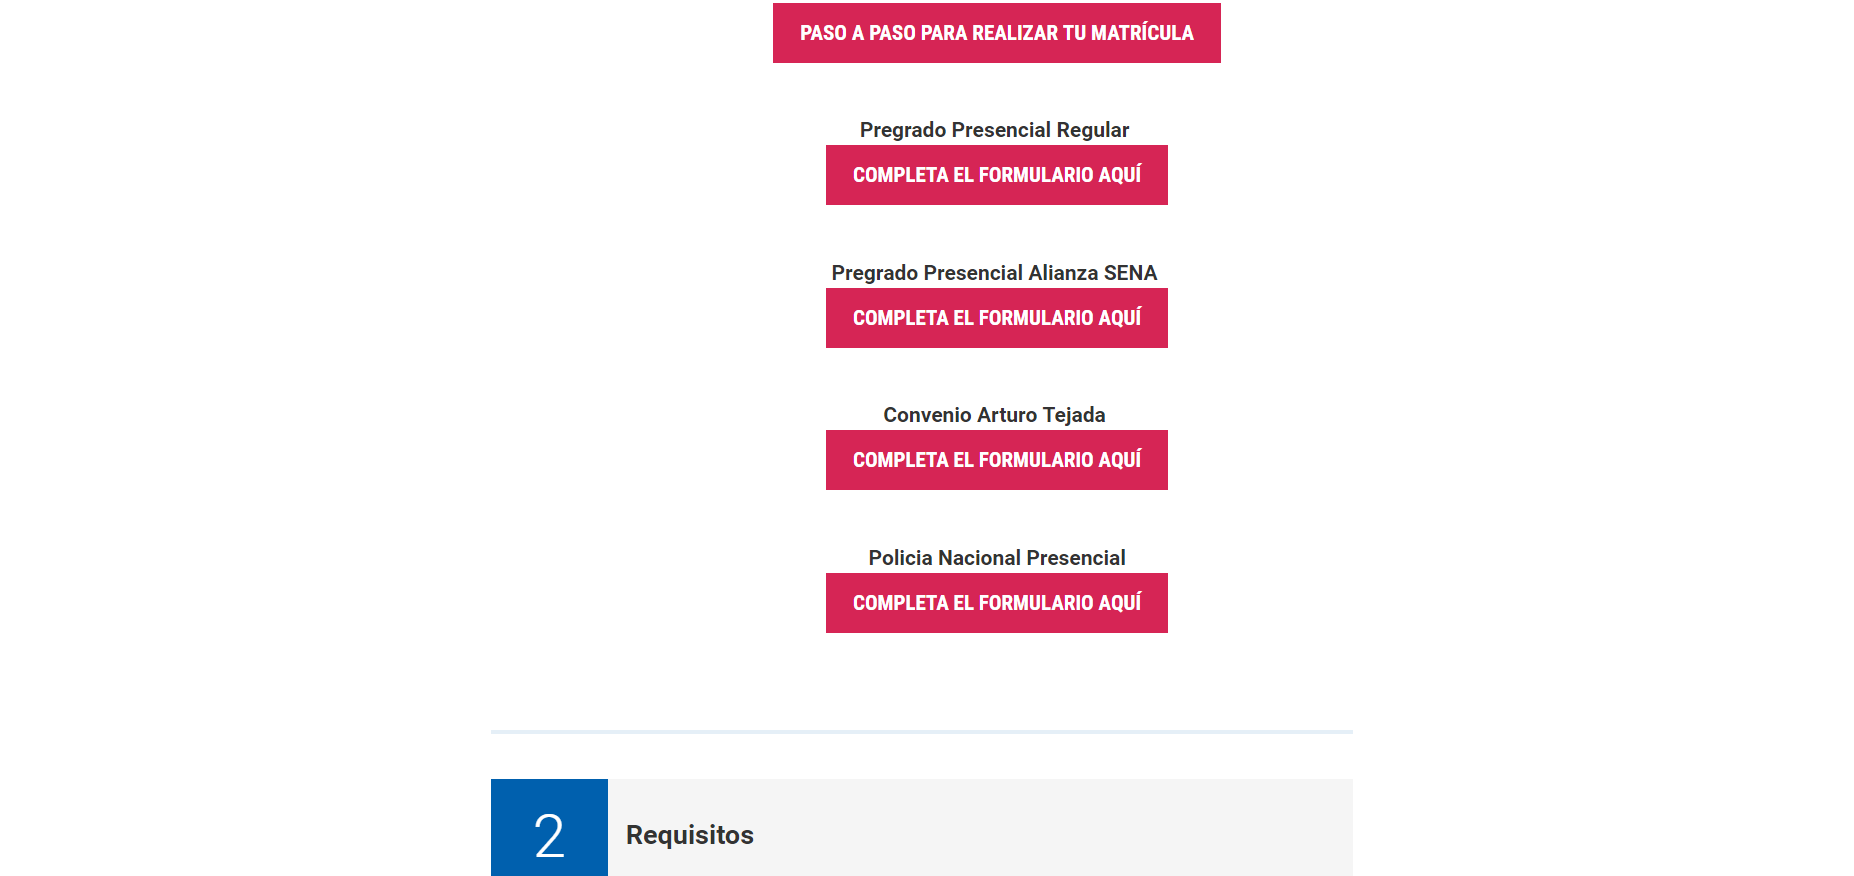 PASO A PASO PARA REALIZAR TU MATRÍCULA
Pregrado Presencial Regular
COMPLETA EL FORMULARIO AQUÍ
Pregrado Presencial Alianza SENA
COMPLETA EL FORMULARIO AQUÍ
Convenio Arturo Tejada
COMPLETA EL FORMULARIO AQUÍ
Policia Nacional Presencial
COMPLETA EL FORMULARIO AQUÍ
2 Requisitos